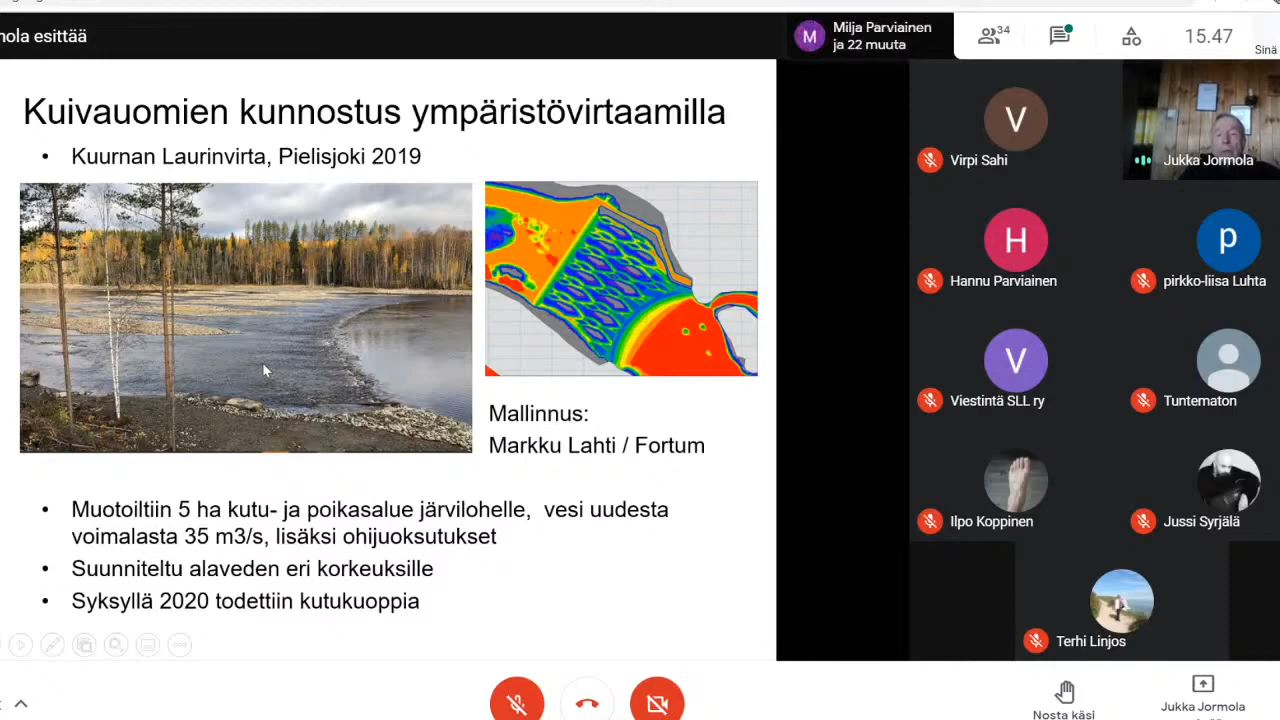 nola esittää
M
Milja Parviainen
ja 22 muuta
34
15.47
Sinä
Kuivauomien kunnostus ympäristövirtaamilla
• Kuurnan Laurinvirta, Pielisjoki 2019
Mallinnus:
Markku Lahti / Fortum
• Muotoiltiin 5 ha kutu- ja poikasalue järvilohelle, vesi uudesta
voimalasta 35 m3/s, lisäksi ohijuoksutukset
• Suunniteltu alaveden eri korkeuksille
• Syksyllä 2020 todettiin kutukuoppia
V
Virpi Sahi
Jukka Jormola
H
Hannu Parviainen
p
pirkko-liisa Luhta
V
Viestintä SLL ry
Tuntematon
Ilpo Koppinen
Jussi Syrjälä
Terhi Linjos
Nosta käsi
Jukka Jormola